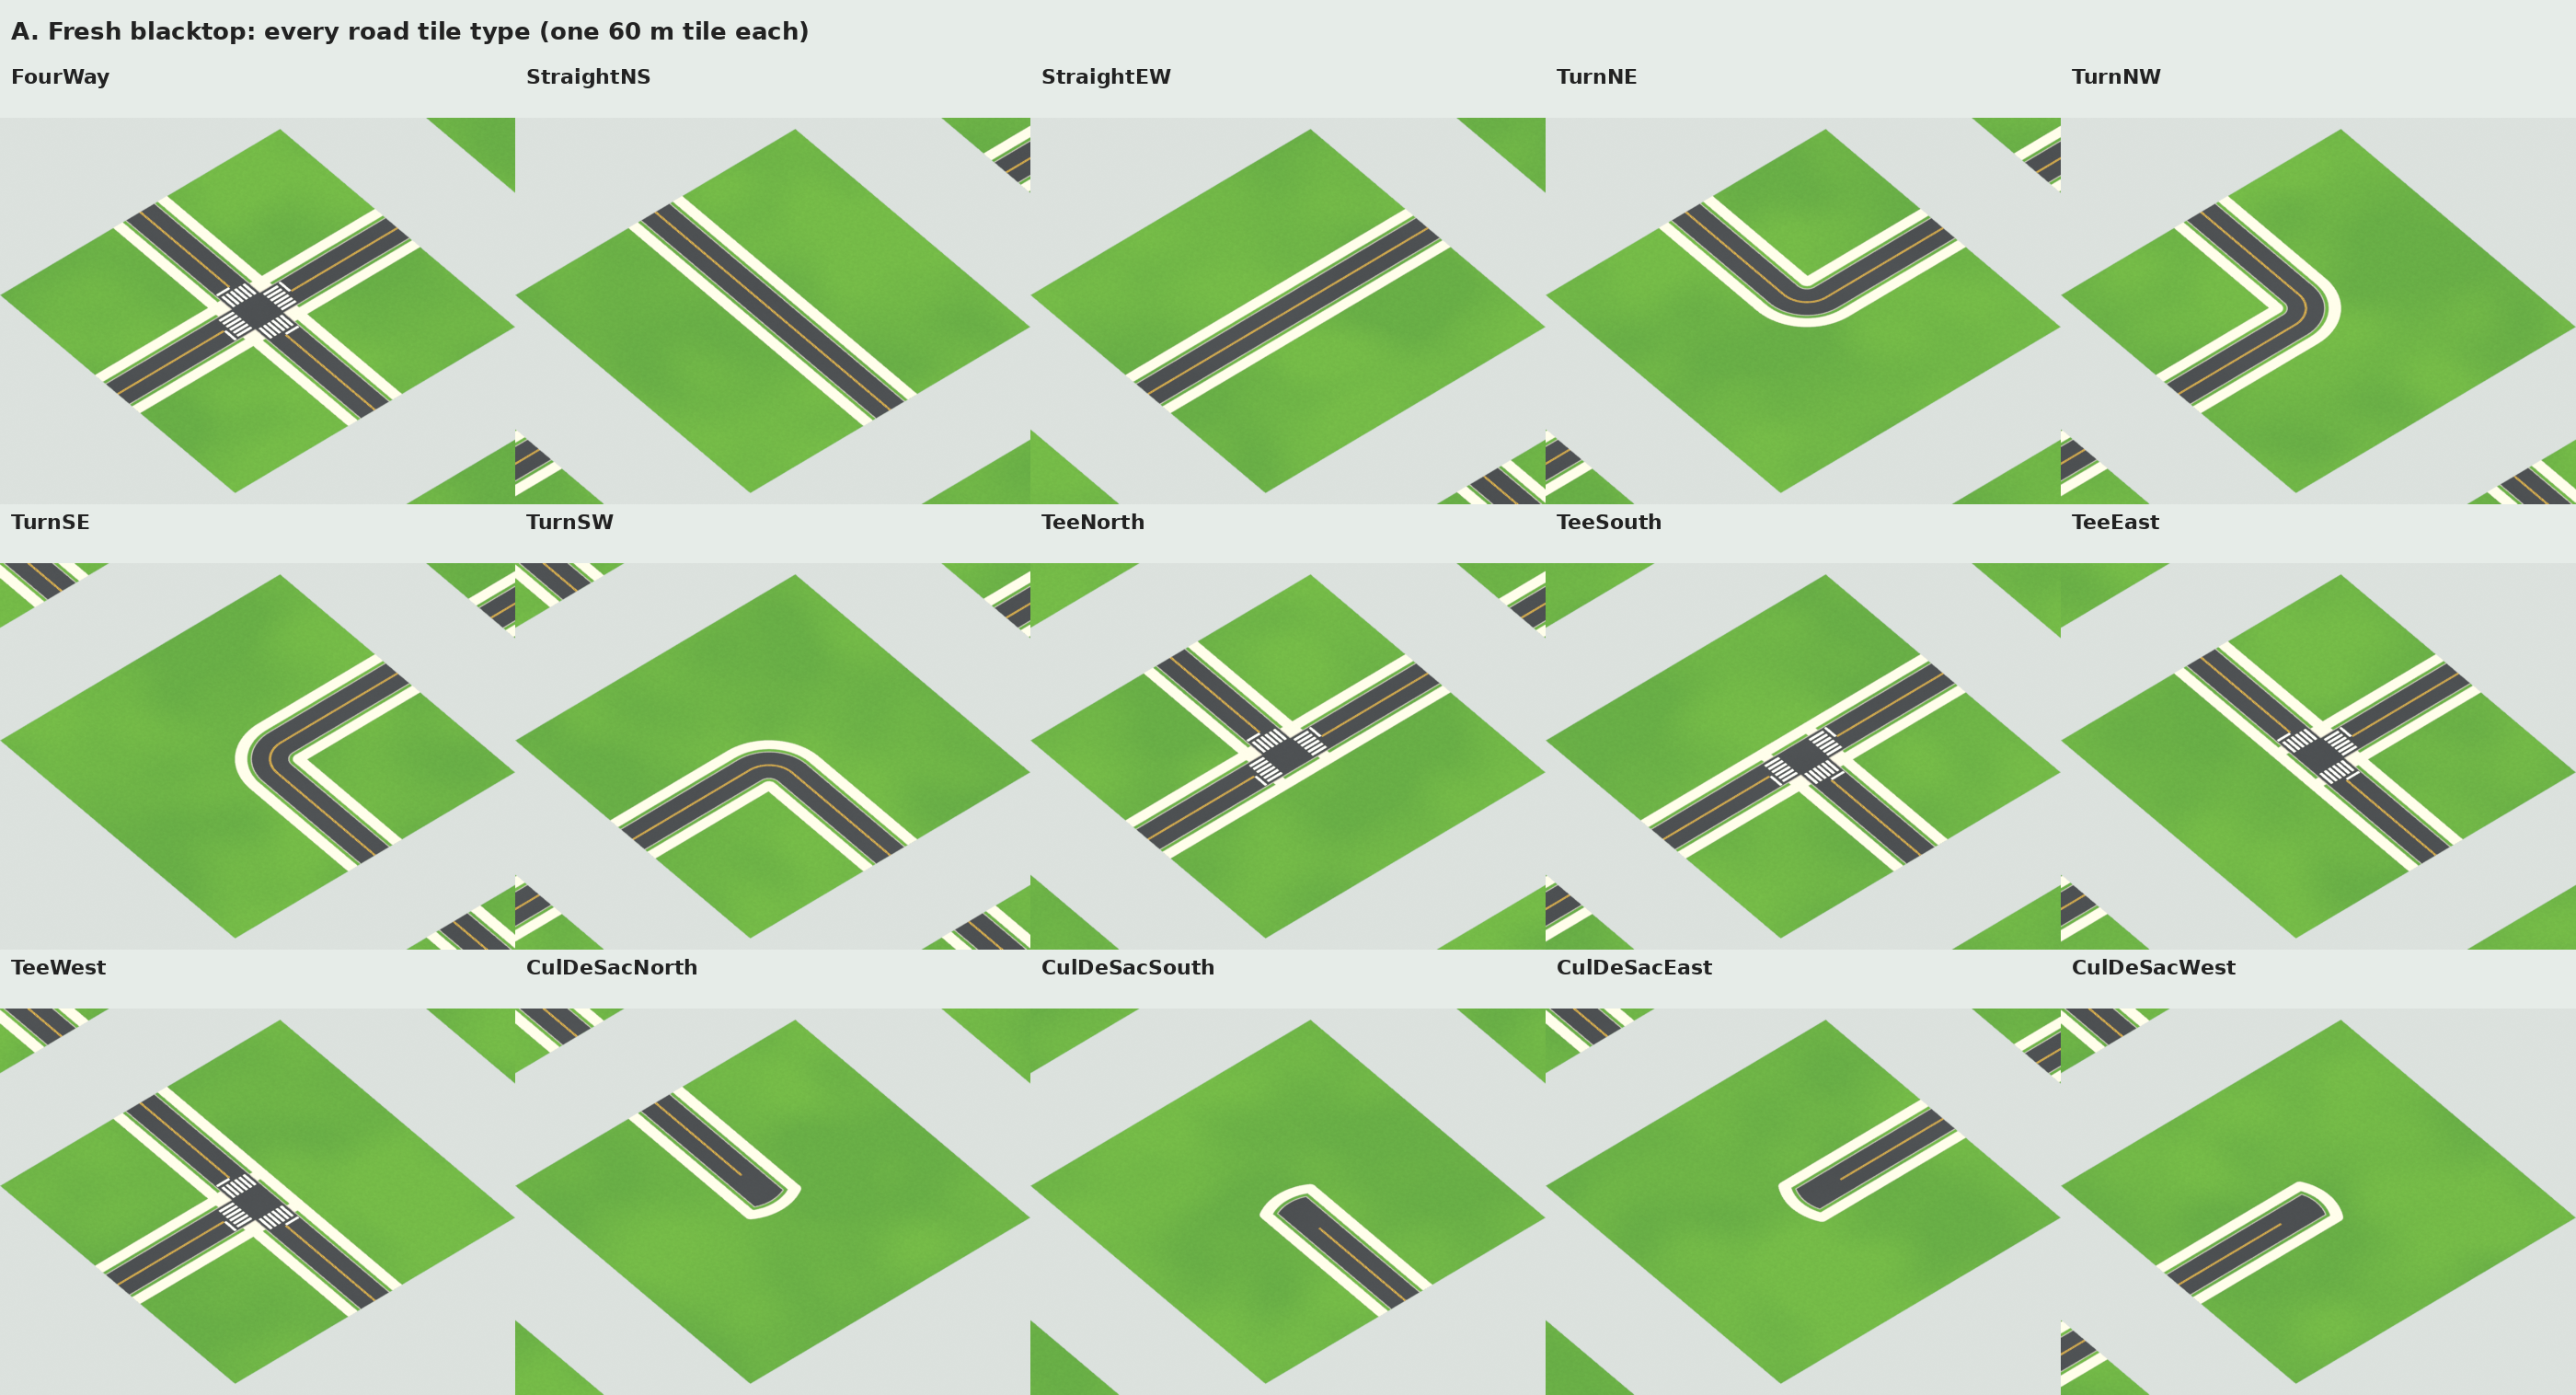 A. Fresh blacktop: every road tile type (one 60 m tile each)
FourWay
StraightNS
StraightEW
TurnNE
TurnNW
TurnSE
TurnSW
TeeNorth
TeeSouth
TeeEast
TeeWest
CulDeSacNorth
CulDeSacSouth
CulDeSacEast
CulDeSacWest